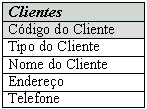 Clientes
Código do Cliente
Tipo do Cliente
Nome do Cliente
Endereço
Telefone